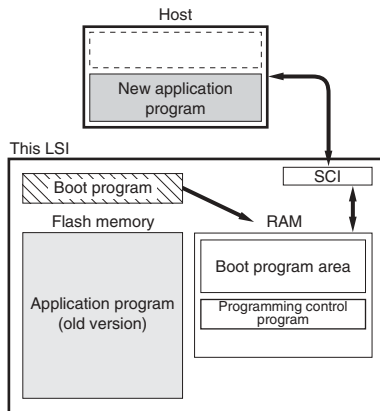 Host
New application
program
This LSI
Boot program
SCI
Flash memory
RAM
Boot program area
Application program
(old version)
Programming control
program